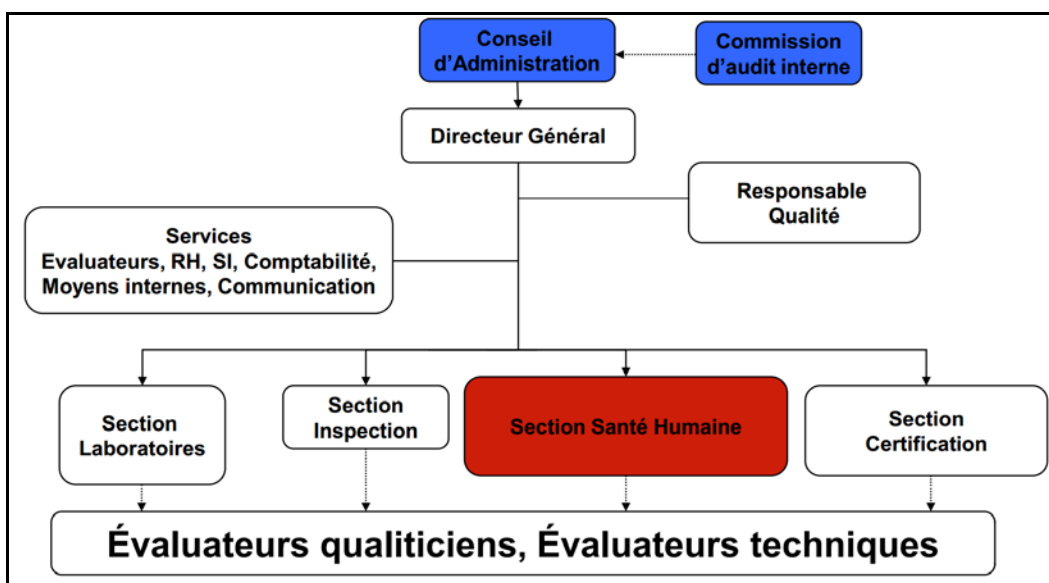 Conseil
d'Administration
Commission
d'audit interne
Directeur Général
Responsable
Qualité
Services
Evaluateurs, RH, SI, Comptabilité,
Moyens internes, Communication
Section
Laboratoires
Section
Inspection
Section Santé Humaine
Section
Certification
Évaluateurs qualiticiens, Évaluateurs techniques